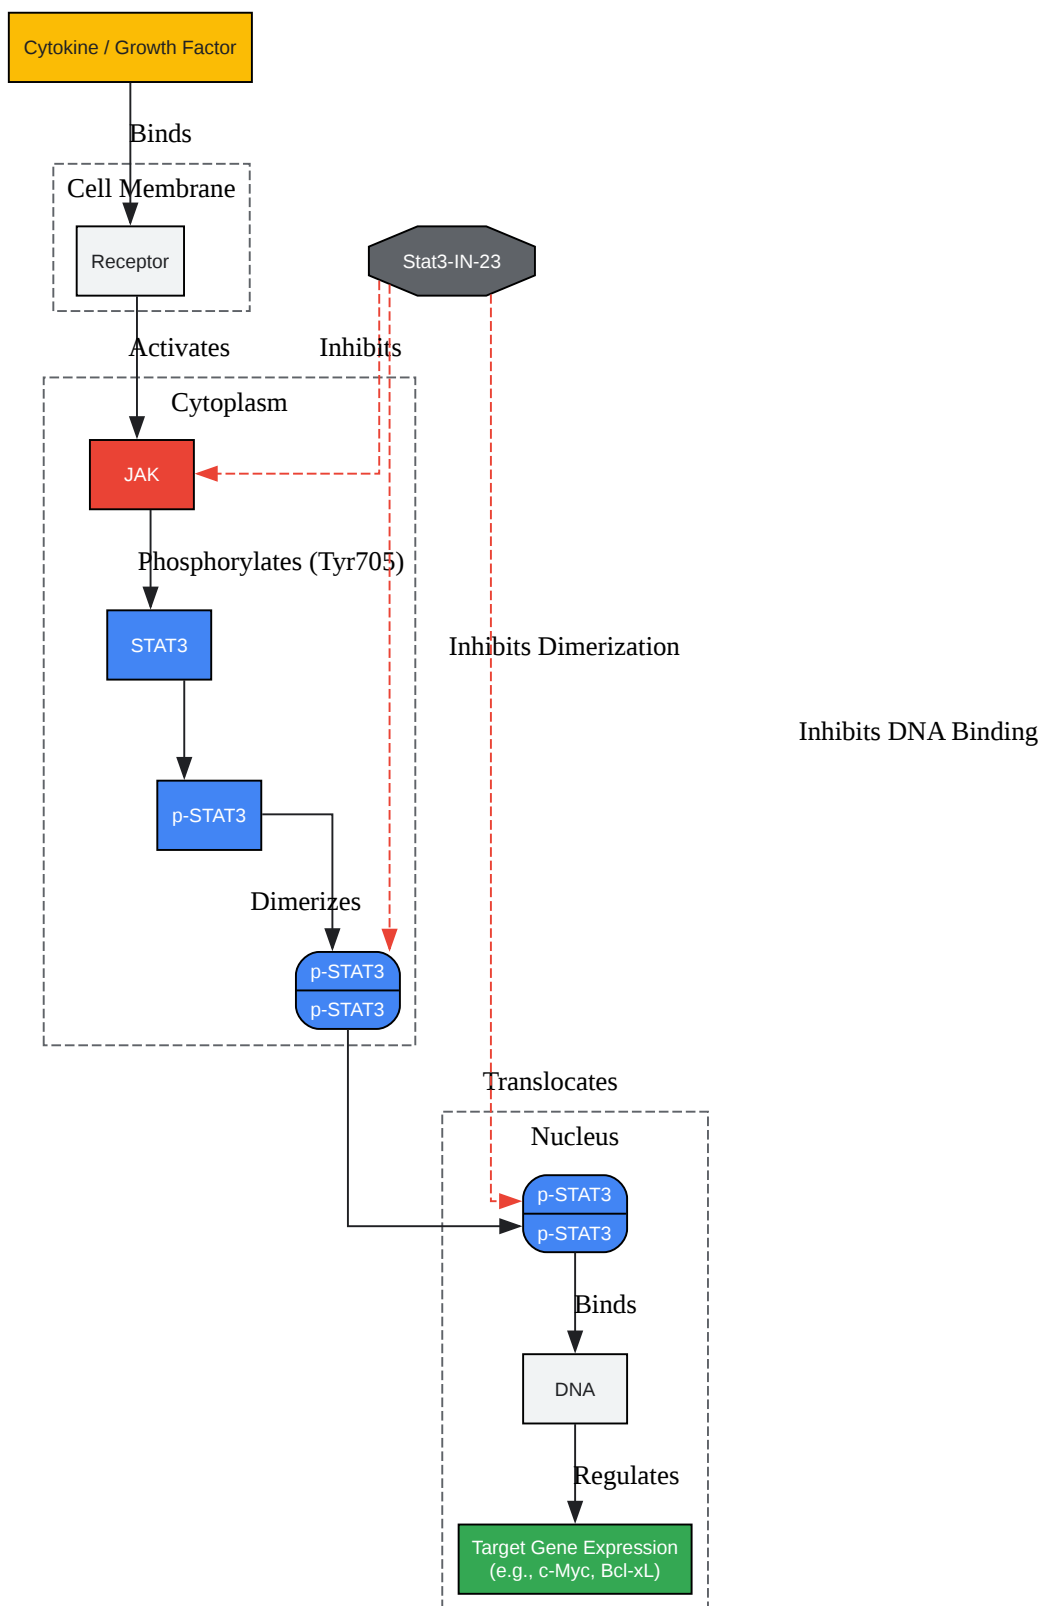 Cytokine / Growth Factor
Binds
Cell Membrane
Receptor
Stat3-IN-23
Activates
Inhibits
Cytoplasm
JAK
Phosphorylates (Tyr705)
STAT3
Inhibits Dimerization
Inhibits DNA Binding
p-STAT3
Dimerizes
p-STAT3
p-STAT3
Translocates
Nucleus
p-STAT3
p-STAT3
Binds
DNA
Regulates
Target Gene Expression
(e.g., c-Myc, Bcl-xL)